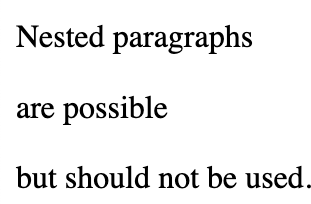 Nested paragraphs
are possible
but should not be used.